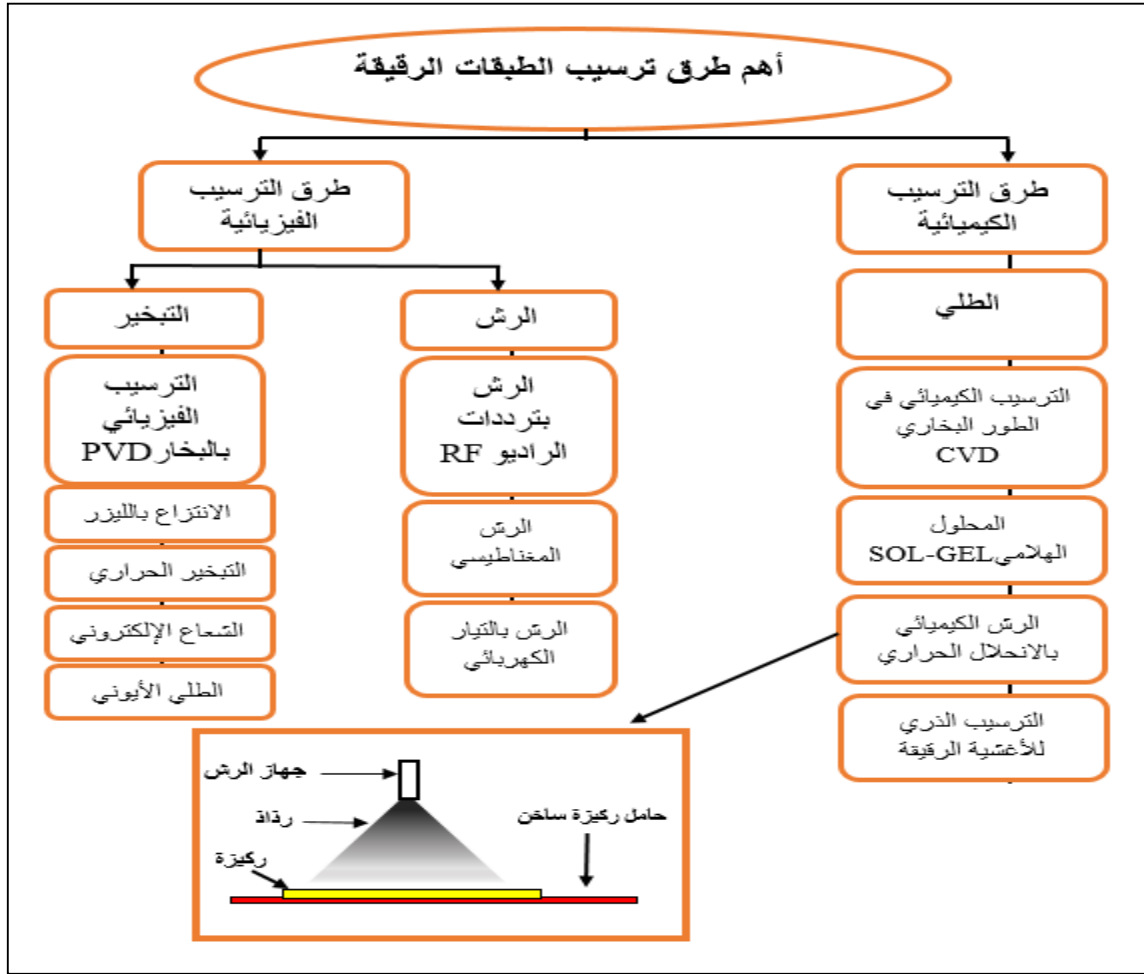 أهم طرق ترسيب الطبقات الرقيقة
طرق الترسيب
الكيميائية
الطلي
الترسيب الكيميائي في
الطور البخاري
CVD
المحلول
الهلاميSOL-GEL
الرش الكيميائي
بالانحلال الحراري
الترسيب الذري
للأغشية الرقيقة
طرق الترسيب
الفيزيائية
الرش
الرش
بترددات
الراديو RF
الرش
المغناطيسي
الرش بالتيار
الكهربائي
التبخير
الترسيب
الفيزيائي
بالبخارPVD
الانتزاع بالليزر
التبخير الحراري
الشعاع الإلكتروني
الطلي الأيوني
جهاز الرش
رذاذ
ركيزة
حامل ركيزة ساخن